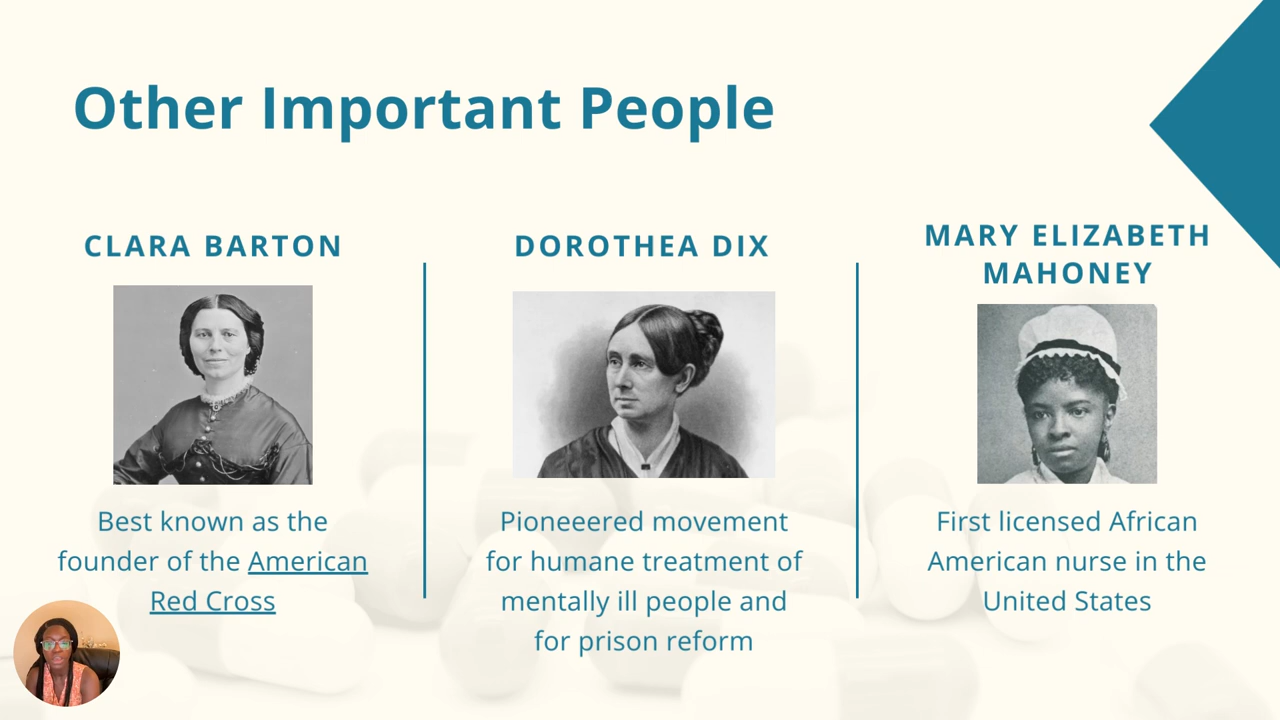 Other Important People
CLARA BARTON
Best known as the
founder of the American
Red Cross
DOROTHEA DIX
Pioneeered movement
for humane treatment of
mentally ill people and
for prison reform
MARY ELIZABETH
MAHONEY
First licensed African
American nurse in the
United States